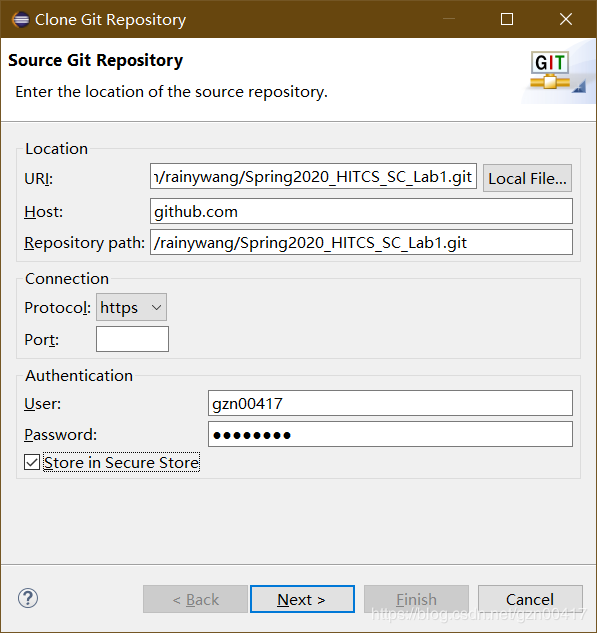 Clone Git Repository
Source Git Repository
Enter the location of the source repository.
GIT
Location
URI: /rainywang/Spring2020_HITCS_SC_Lab1.git Local File...
Host: github.com
Repository path: /rainywang/Spring2020_HITCS_SC_Lab1.git
Connection
Protocol: https
Port:
Authentication
User: gzn00417
Password: ●●●●●●●●
Store in Secure Store
< Back Next > Finish Cancel
https://blog.csdn.net/gzn00417